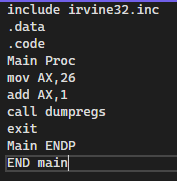 include irvine32.inc
.data
.code
Main Proc
mov AX,26
add AX,1
call dumpregs
exit
Main ENDP
END main